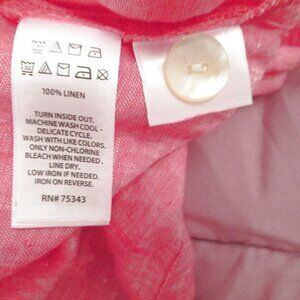 100% LINEN
TURN INSIDE OUT.
MACHINE WASH COOL -
DELICATE CYCLE.
WASH WITH LIKE COLORS.
ONLY NON-CHLORINE
BLEACH WHEN NEEDED.
LINE DRY.
LOW IRON IF NEEDED.
IRON ON REVERSE.
RN# 75343